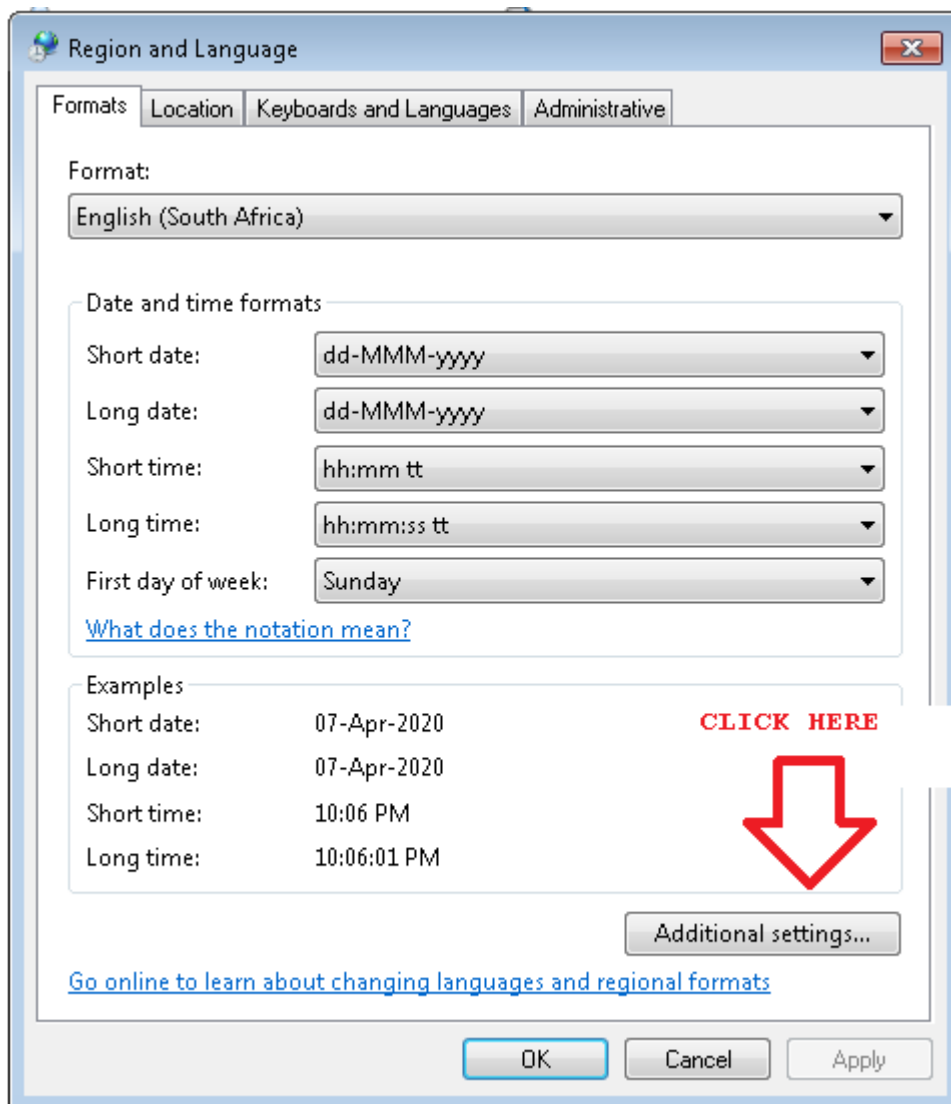 Region and Language
Formats Location Keyboards and Languages Administrative
Format:
English (South Africa)
Date and time formats
Short date: dd-MMM-yyyy
Long date: dd-MMM-yyyy
Short time: hh:mm tt
Long time: hh:mm:ss tt
First day of week: Sunday
What does the notation mean?
Examples
Short date: 07-Apr-2020 CLICK HERE
Long date: 07-Apr-2020
Short time: 10:06 PM
Long time: 10:06:01 PM
Additional settings...
Go online to learn about changing languages and regional formats
OK Cancel Apply